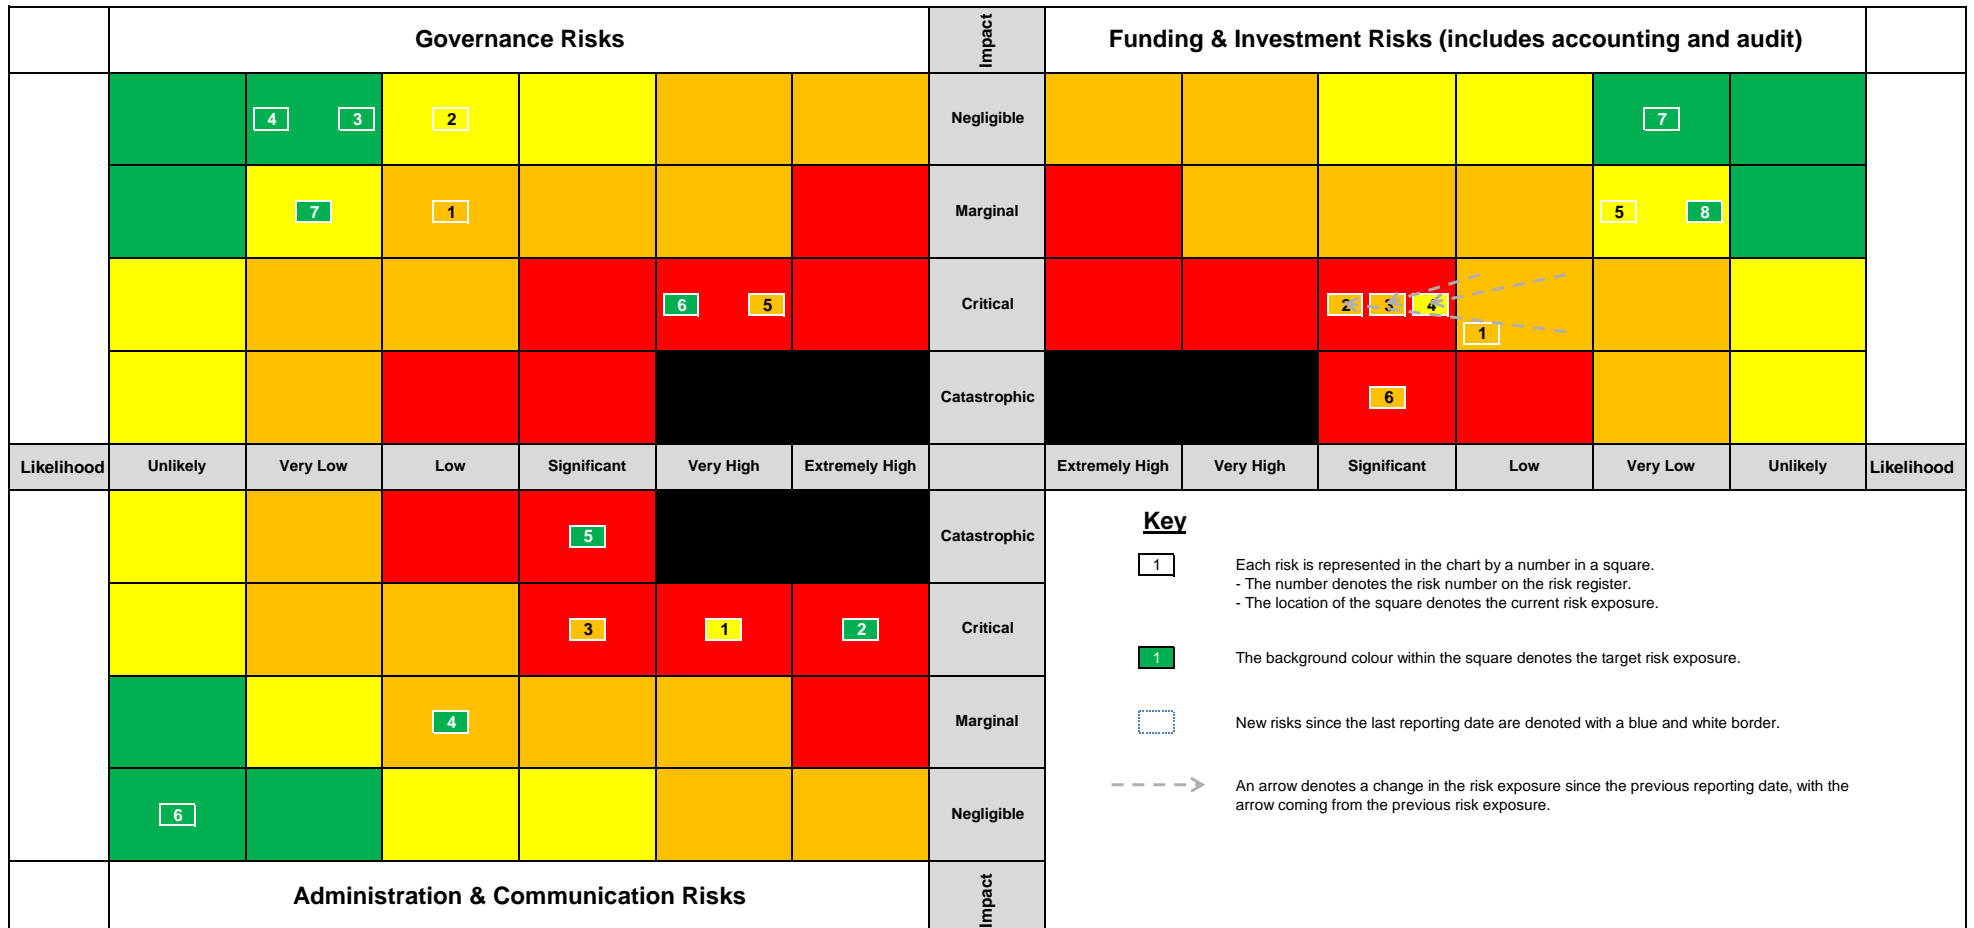 Governance Risks
Impact
Funding & Investment Risks (includes accounting and audit)
4
3
2
Negligible
7
7
1
Marginal
5
8
6
5
Critical
2
3
4
1
Catastrophic
6
Likelihood
Unlikely
Very Low
Low
Significant
Very High
Extremely High
Extremely High
Very High
Significant
Low
Very Low
Unlikely
Likelihood
5
Catastrophic
3
1
2
Critical
4
Marginal
6
Negligible
Administration & Communication Risks
Impact
Key
1
Each risk is represented in the chart by a number in a square.
- The number denotes the risk number on the risk register.
- The location of the square denotes the current risk exposure.
1
The background colour within the square denotes the target risk exposure.
New risks since the last reporting date are denoted with a blue and white border.
An arrow denotes a change in the risk exposure since the previous reporting date, with the
arrow coming from the previous risk exposure.